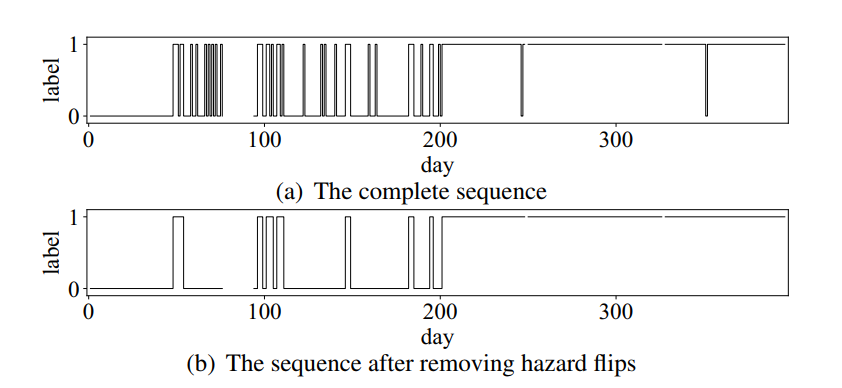 1
label
0
0 100 200 300
day
(a) The complete sequence
1
label
0
0 100 200 300
day
(b) The sequence after removing hazard flips